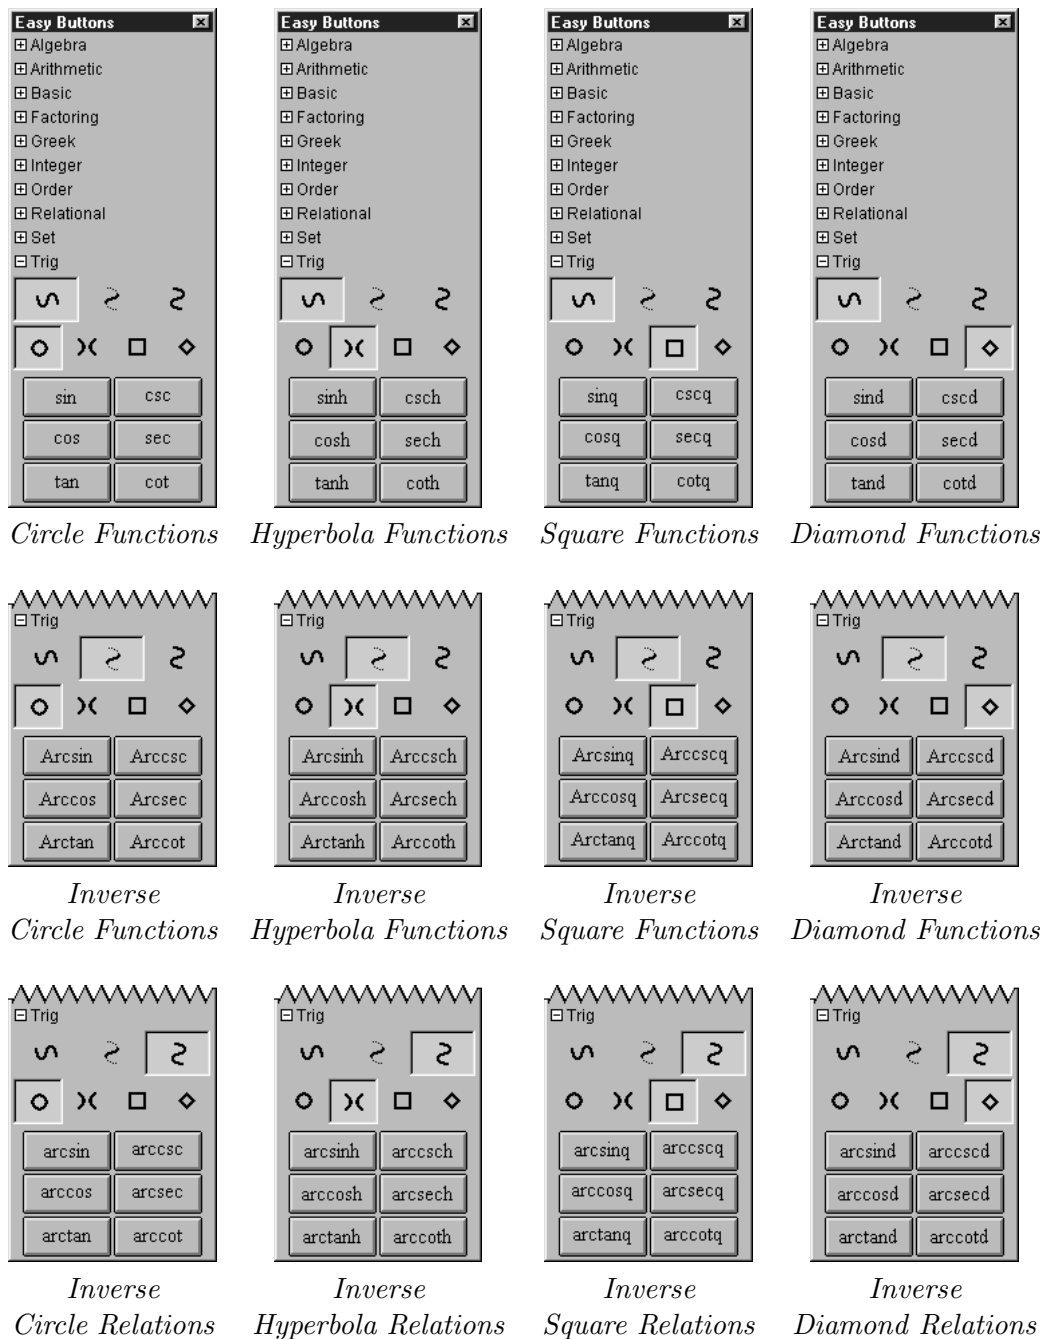 Easy Buttons
Algebra
Arithmetic
Basic
Factoring
Greek
Integer
Order
Relational
Set
Trig
sin csc
cos sec
tan cot
Circle Functions
Easy Buttons
Algebra
Arithmetic
Basic
Factoring
Greek
Integer
Order
Relational
Set
Trig
sinh csch
cosh sech
tanh coth
Hyperbola Functions
Easy Buttons
Algebra
Arithmetic
Basic
Factoring
Greek
Integer
Order
Relational
Set
Trig
sinq cscq
cosq secq
tanq cotq
Square Functions
Easy Buttons
Algebra
Arithmetic
Basic
Factoring
Greek
Integer
Order
Relational
Set
Trig
sind cscd
cosd secd
tand cotd
Diamond Functions
Trig
Arcsin Arccsc
Arccos Arcsec
Arctan Arccot
Inverse
Circle Functions
Trig
Arcsinh Arccsch
Arccosh Arcsech
Arctanh Arccoth
Inverse
Hyperbola Functions
Trig
Arcsinq Arccscq
Arccosq Arcsecq
Arctanq Arccotq
Inverse
Square Functions
Trig
Arcsind Arccscd
Arccosd Arcsecd
Arctand Arccotd
Inverse
Diamond Functions
Trig
arcsin arccsc
arccos arcsec
arctan arccot
Inverse
Circle Relations
Trig
arcsinh arccsch
arccosh arcsech
arctanh arccoth
Inverse
Hyperbola Relations
Trig
arcsinq arccscq
arccosq arcsecq
arctanq arccotq
Inverse
Square Relations
Trig
arcsind arccscd
arccosd arcsecd
arctand arccotd
Inverse
Diamond Relations